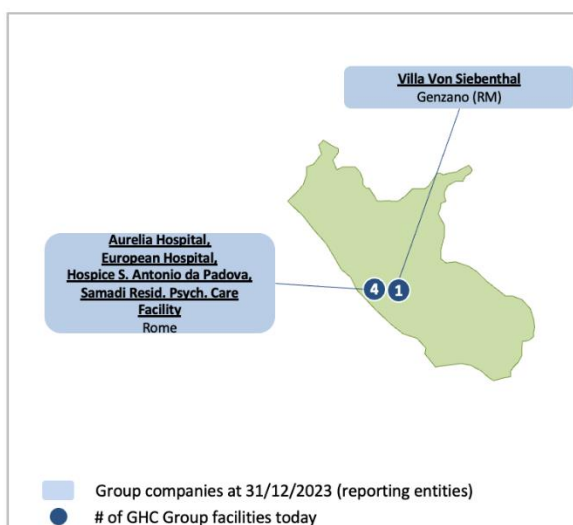 Villa Von Siebenthal
Genzano (RM)
Aurelia Hospital,
European Hospital,
Hospice S. Antonio da Padova,
Samadi Resid. Psych. Care
Facility
Rome
4
1
Group companies at 31/12/2023 (reporting entities)
# of GHC Group facilities today